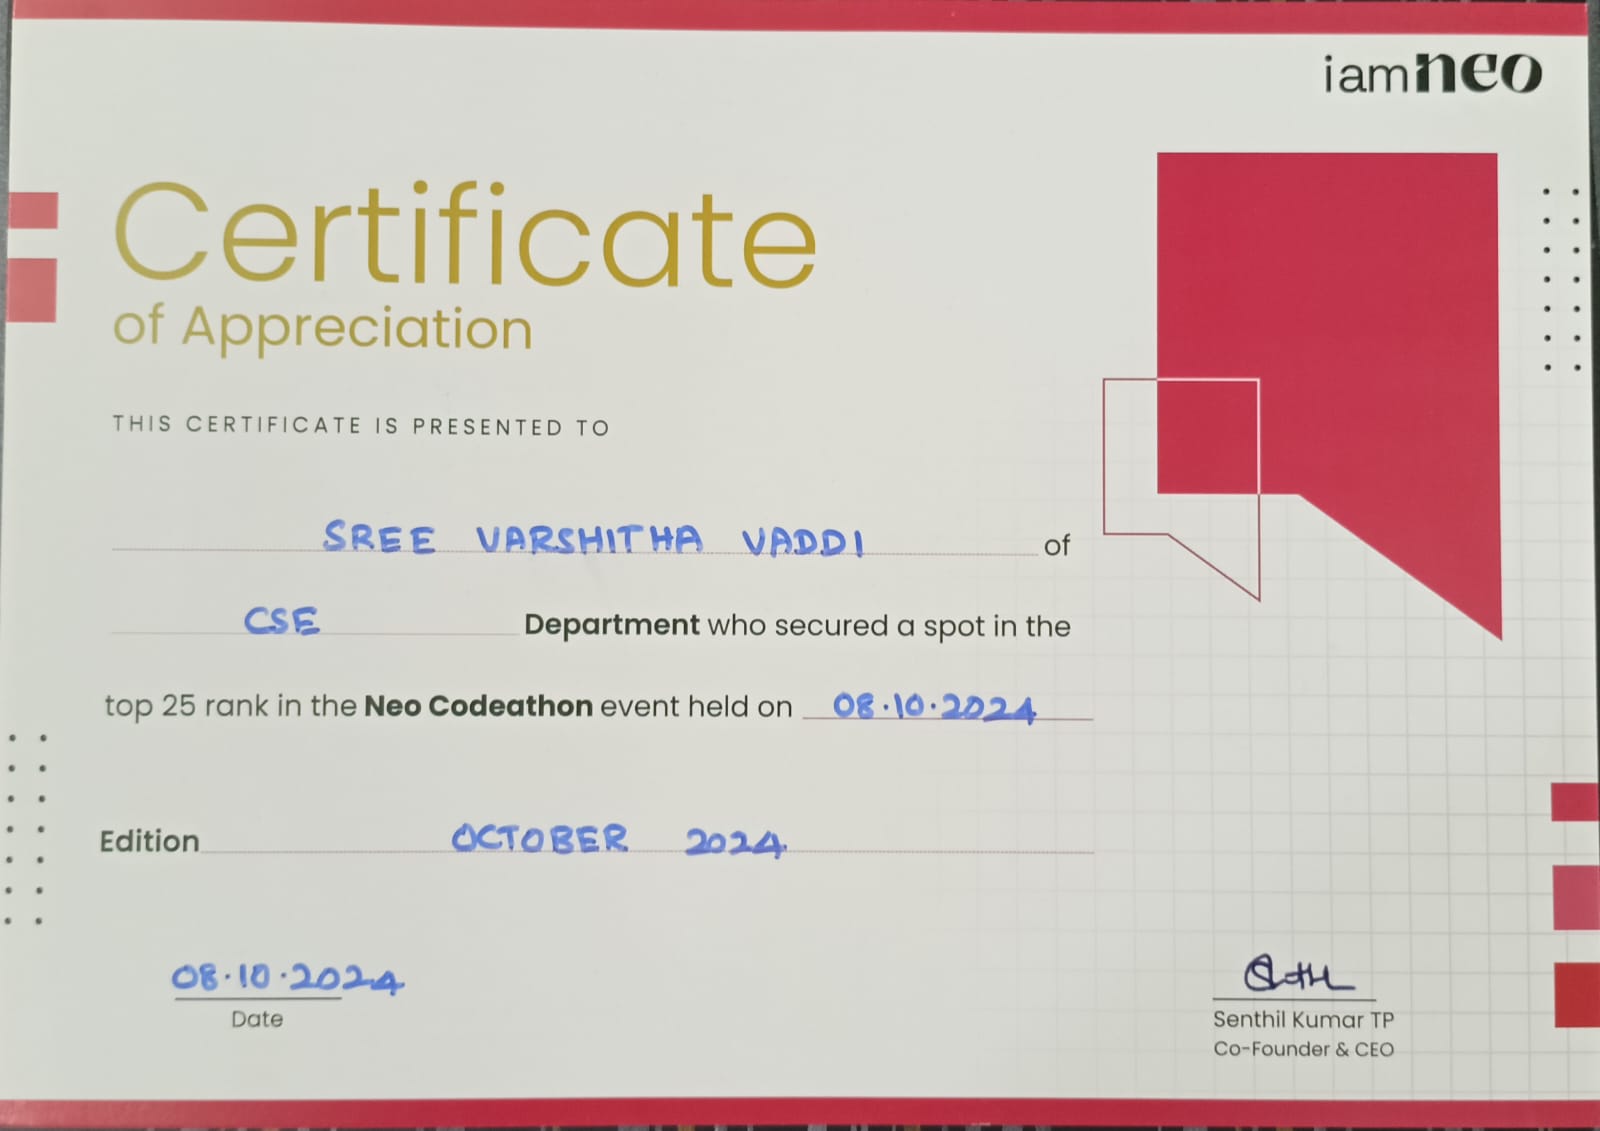 iamneo
Certificate
of Appreciation
THIS CERTIFICATE IS PRESENTED TO
SREE VARSHITHA VADDI of
CSE Department who secured a spot in the
top 25 rank in the Neo Codeathon event held on 08.10.2024
Edition OCTOBER 2024
08.10.2024
Date
Senthil Kumar TP
Co-Founder & CEO